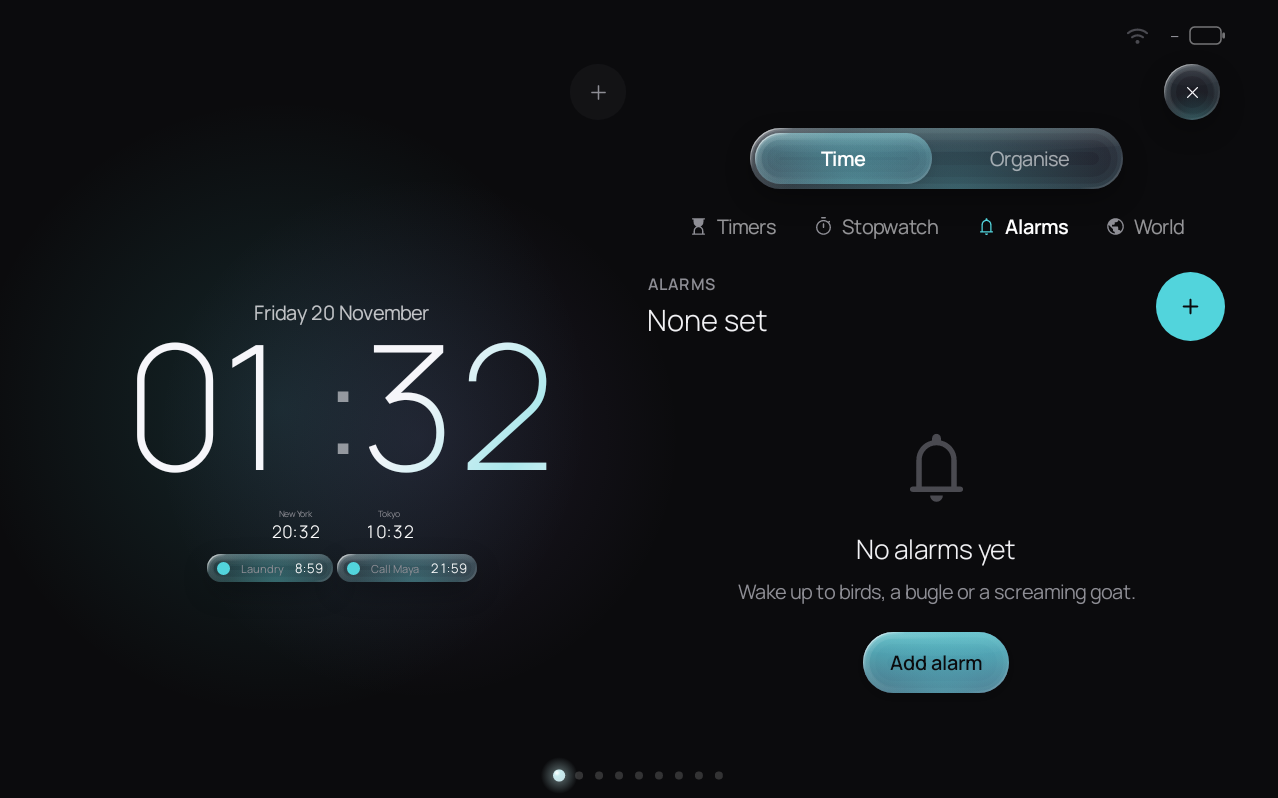 Time
Organise
Timers
Stopwatch
Alarms
World
ALARMS
None set
Friday 20 November
01:32
New York
20:32
Tokyo
10:32
Laundry 8:59
Call Maya 21:59
No alarms yet
Wake up to birds, a bugle or a screaming goat.
Add alarm